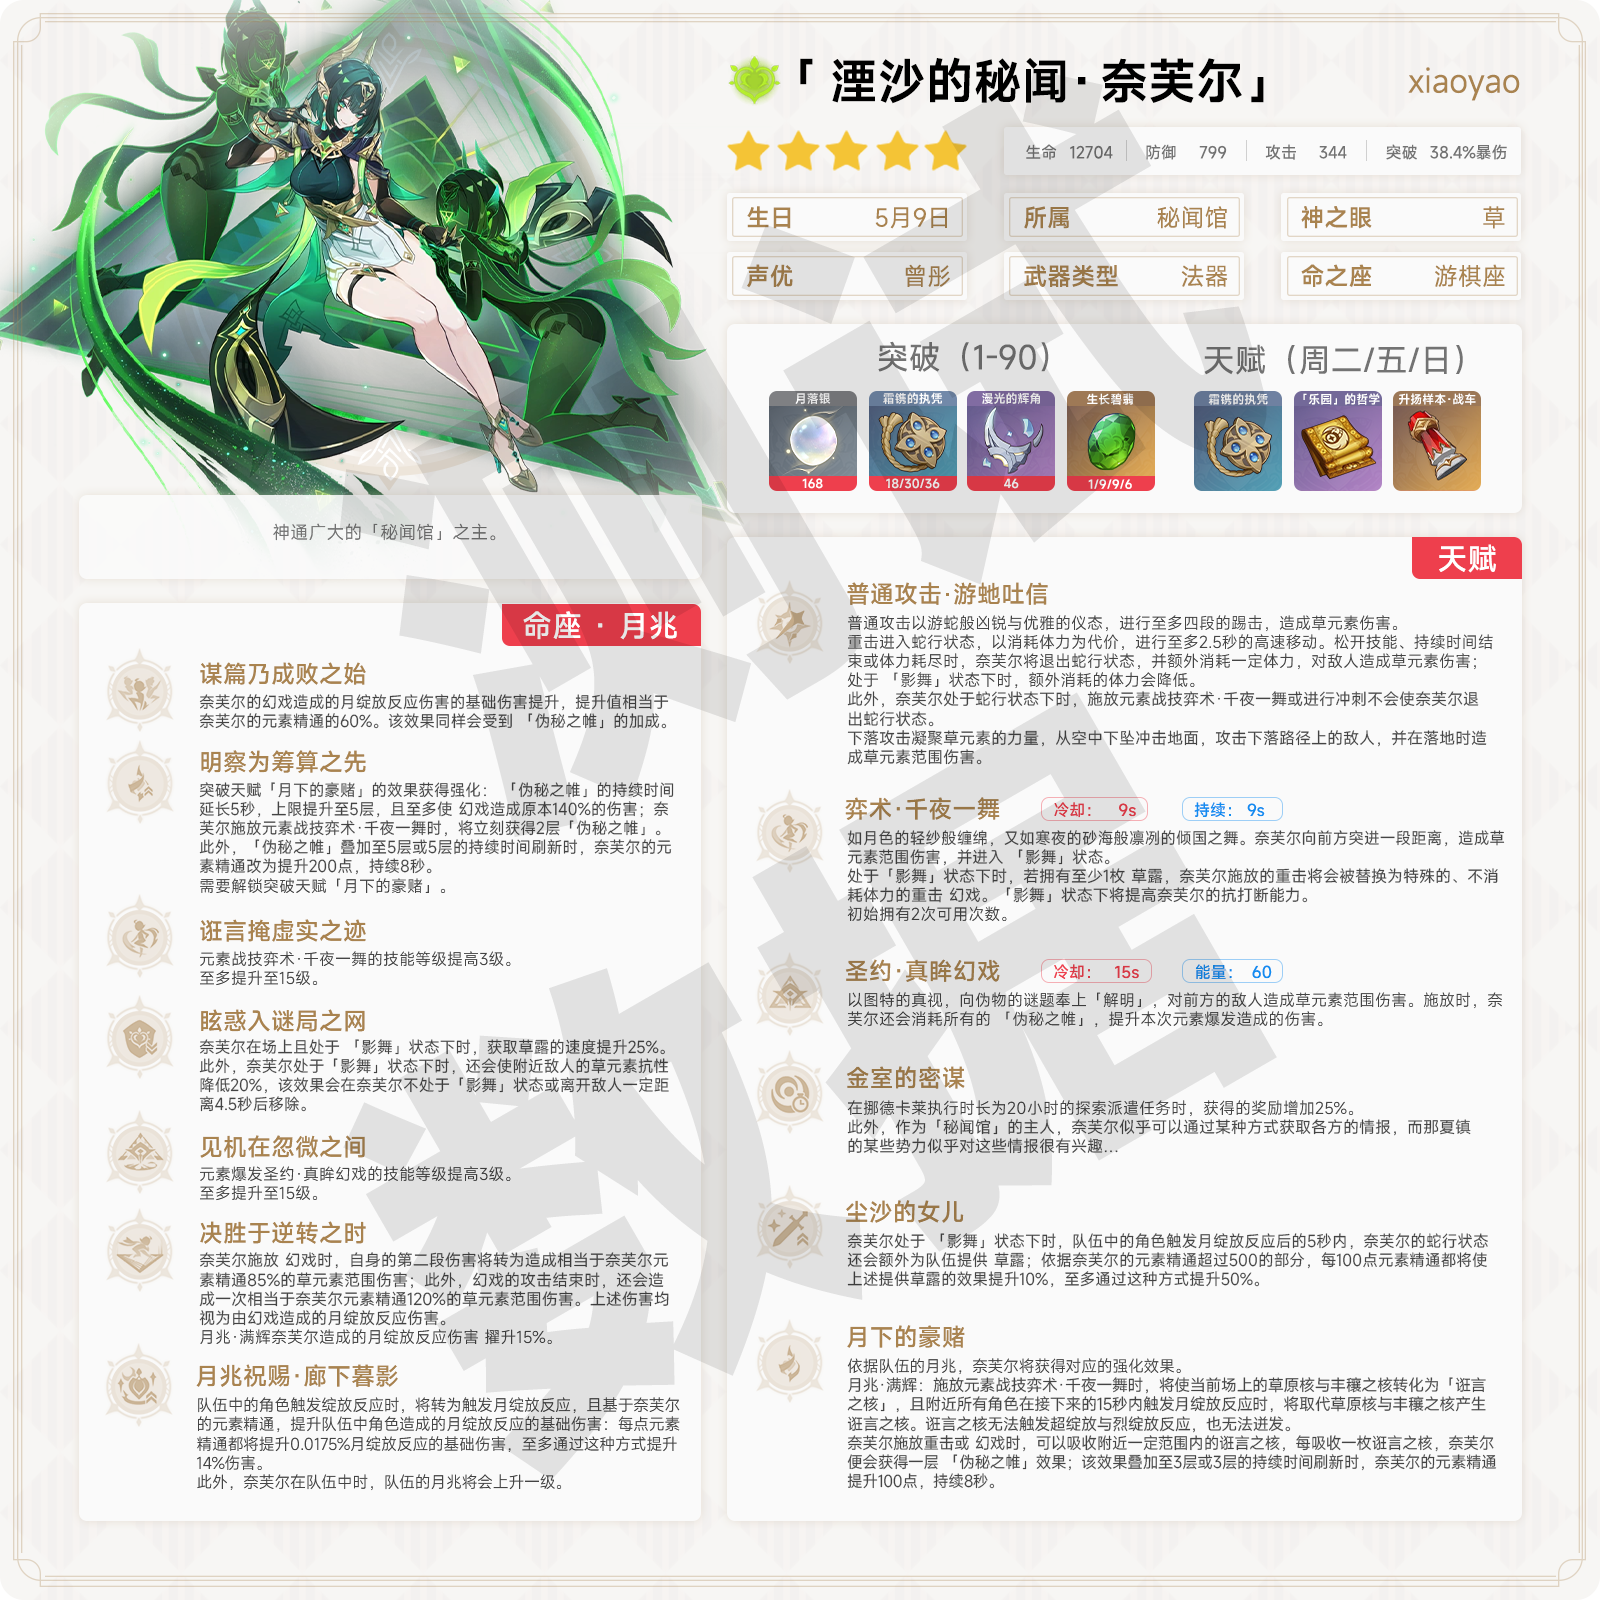 「 湮沙的秘闻·奈芙尔」
xiaoyao
生命 12704 防御 799 攻击 344 突破 38.4%暴伤
生日 5月9日 所属 秘闻馆 神之眼 草
声优 曾彤 武器类型 法器 命之座 游棋座
突破（1-90） 天赋（周二/五/日）
月落银 霜镌的执凭 漫光的辉角 生长碧翡 霜镌的执凭 「乐园」的哲学 升扬样本·战车
168 18/30/36 46 1/9/9/6
神通广大的「秘闻馆」之主。
命座 · 月兆
谋篇乃成败之始
奈芙尔的幻戏造成的月绽放反应伤害的基础伤害提升，提升值相当于
奈芙尔的元素精通的60%。该效果同样会受到 「伪秘之帷」的加成。
明察为筹算之先
突破天赋「月下的豪赌」的效果获得强化： 「伪秘之帷」的持续时间
延长5秒，上限提升至5层，且至多使 幻戏造成原本140%的伤害；奈
芙尔施放元素战技弈术·千夜一舞时，将立刻获得2层「伪秘之帷」。
此外，「伪秘之帷」叠加至5层或5层的持续时间刷新时，奈芙尔的元
素精通改为提升200点，持续8秒。
需要解锁突破天赋「月下的豪赌」。
诳言掩虚实之迹
元素战技弈术·千夜一舞的技能等级提高3级。
至多提升至15级。
眩惑入谜局之网
奈芙尔在场上且处于 「影舞」状态下时，获取草露的速度提升25%。
此外，奈芙尔处于「影舞」状态下时，还会使附近敌人的草元素抗性
降低20%，该效果会在奈芙尔不处于「影舞」状态或离开敌人一定距
离4.5秒后移除。
见机在忽微之间
元素爆发圣约·真眸幻戏的技能等级提高3级。
至多提升至15级。
决胜于逆转之时
奈芙尔施放 幻戏时，自身的第二段伤害将转为造成相当于奈芙尔元
素精通85%的草元素范围伤害；此外，幻戏的攻击结束时，还会造
成一次相当于奈芙尔元素精通120%的草元素范围伤害。上述伤害均
视为由幻戏造成的月绽放反应伤害。
月兆·满辉奈芙尔造成的月绽放反应伤害 擢升15%。
月兆祝赐·廊下暮影
队伍中的角色触发绽放反应时，将转为触发月绽放反应，且基于奈芙尔
的元素精通，提升队伍中角色造成的月绽放反应的基础伤害：每点元素
精通都将提升0.0175%月绽放反应的基础伤害，至多通过这种方式提升
14%伤害。
此外，奈芙尔在队伍中时，队伍的月兆将会上升一级。
天赋
普通攻击·游虵吐信
普通攻击以游蛇般凶锐与优雅的仪态，进行至多四段的踢击，造成草元素伤害。
重击进入蛇行状态，以消耗体力为代价，进行至多2.5秒的高速移动。松开技能、持续时间结
束或体力耗尽时，奈芙尔将退出蛇行状态，并额外消耗一定体力，对敌人造成草元素伤害；
处于 「影舞」状态下时，额外消耗的体力会降低。
此外，奈芙尔处于蛇行状态下时，施放元素战技弈术·千夜一舞或进行冲刺不会使奈芙尔退
出蛇行状态。
下落攻击凝聚草元素的力量，从空中下坠冲击地面，攻击下落路径上的敌人，并在落地时造
成草元素范围伤害。
弈术·千夜一舞 冷却： 9s 持续： 9s
如月色的轻纱般缠绵，又如寒夜的砂海般凛冽的倾国之舞。奈芙尔向前方突进一段距离，造成草
元素范围伤害，并进入 「影舞」状态。
处于「影舞」状态下时，若拥有至少1枚 草露，奈芙尔施放的重击将会被替换为特殊的、不消
耗体力的重击 幻戏。「影舞」状态下将提高奈芙尔的抗打断能力。
初始拥有2次可用次数。
圣约·真眸幻戏 冷却： 15s 能量： 60
以图特的真视，向伪物的谜题奉上「解明」，对前方的敌人造成草元素范围伤害。施放时，奈
芙尔还会消耗所有的 「伪秘之帷」，提升本次元素爆发造成的伤害。
金室的密谋
在挪德卡莱执行时长为20小时的探索派遣任务时，获得的奖励增加25%。
此外，作为「秘闻馆」的主人，奈芙尔似乎可以通过某种方式获取各方的情报，而那夏镇
的某些势力似乎对这些情报很有兴趣…
尘沙的女儿
奈芙尔处于 「影舞」状态下时，队伍中的角色触发月绽放反应后的5秒内，奈芙尔的蛇行状态
还会额外为队伍提供 草露；依据奈芙尔的元素精通超过500的部分，每100点元素精通都将使
上述提供草露的效果提升10%，至多通过这种方式提升50%。
月下的豪赌
依据队伍的月兆，奈芙尔将获得对应的强化效果。
月兆·满辉：施放元素战技弈术·千夜一舞时，将使当前场上的草原核与丰穰之核转化为「诳言
之核」，且附近所有角色在接下来的15秒内触发月绽放反应时，将取代草原核与丰穰之核产生
诳言之核。诳言之核无法触发超绽放与烈绽放反应，也无法迸发。
奈芙尔施放重击或 幻戏时，可以吸收附近一定范围内的诳言之核，每吸收一枚诳言之核，奈芙尔
便会获得一层 「伪秘之帷」效果；该效果叠加至3层或3层的持续时间刷新时，奈芙尔的元素精通
提升100点，持续8秒。
测试
数据